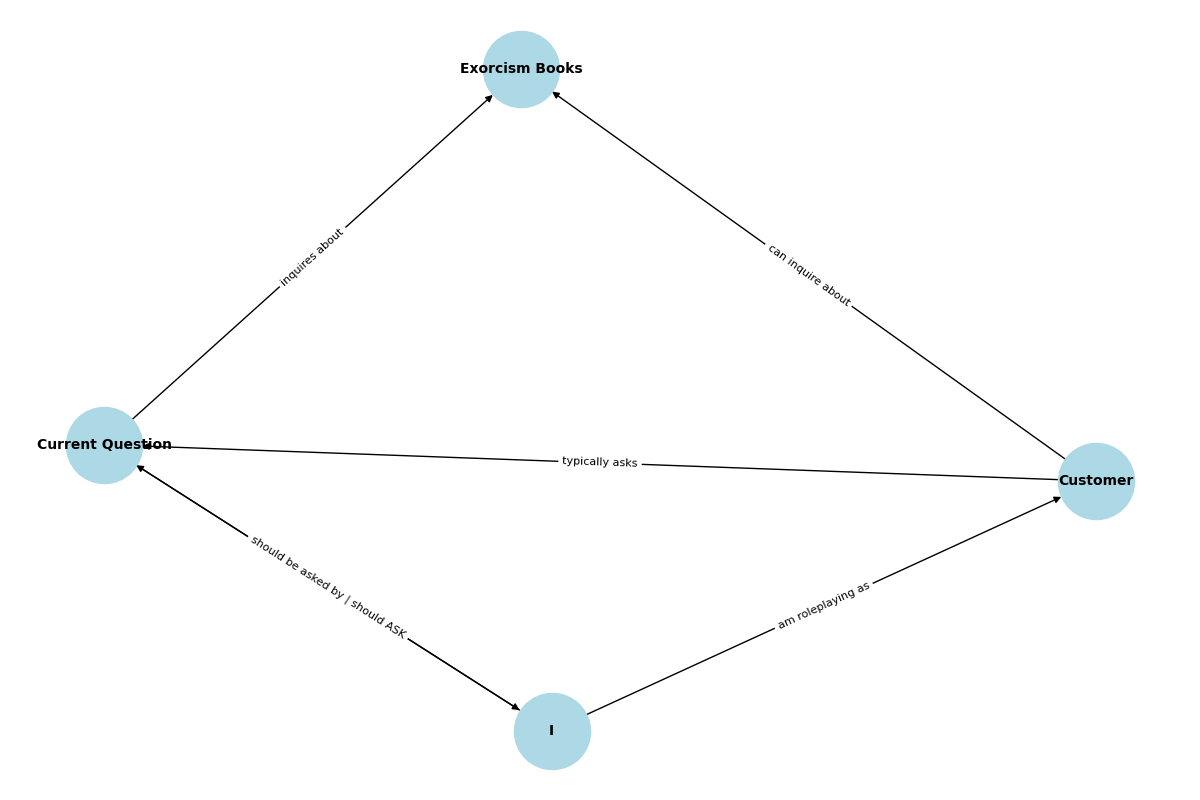 Exorcism Books
inquires about
can inquire about
Current Question
typically asks
Customer
should be asked by | should ASK
am roleplaying as
I